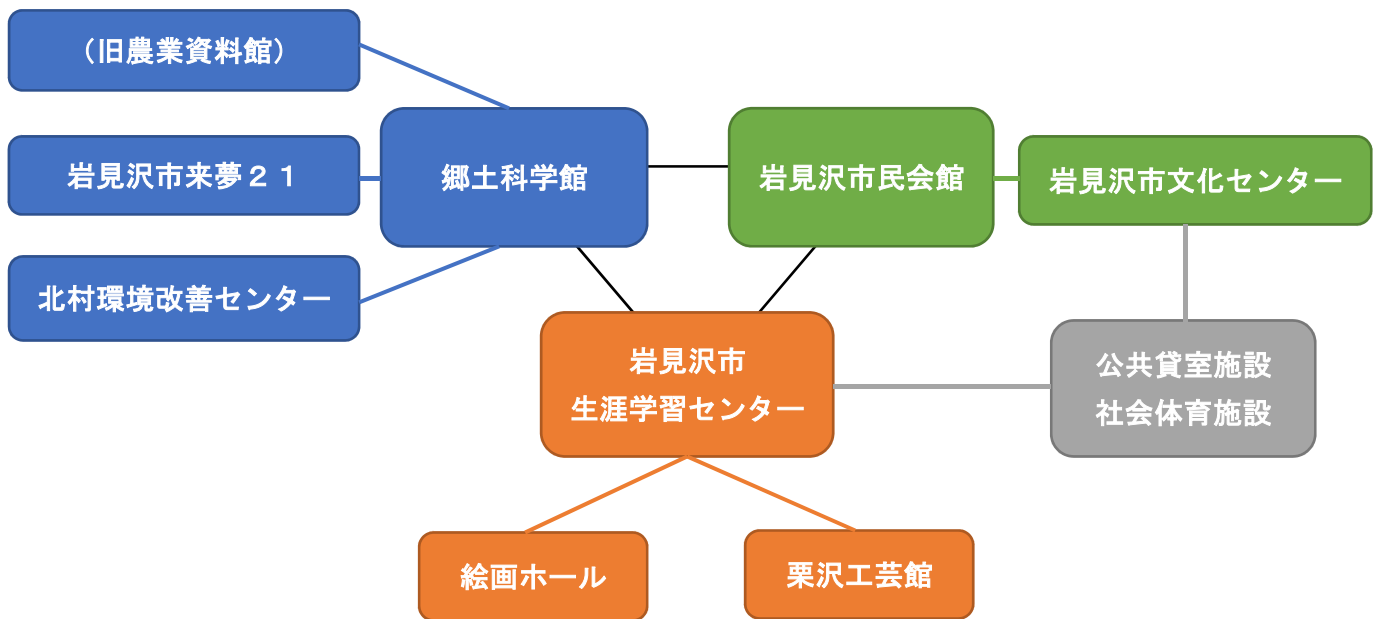 （旧農業資料館）
岩見沢市来夢２１
郷土科学館
岩見沢市民会館
岩見沢市文化センター
北村環境改善センター
岩見沢市
生涯学習センター
公共貸室施設
社会体育施設
絵画ホール
栗沢工芸館